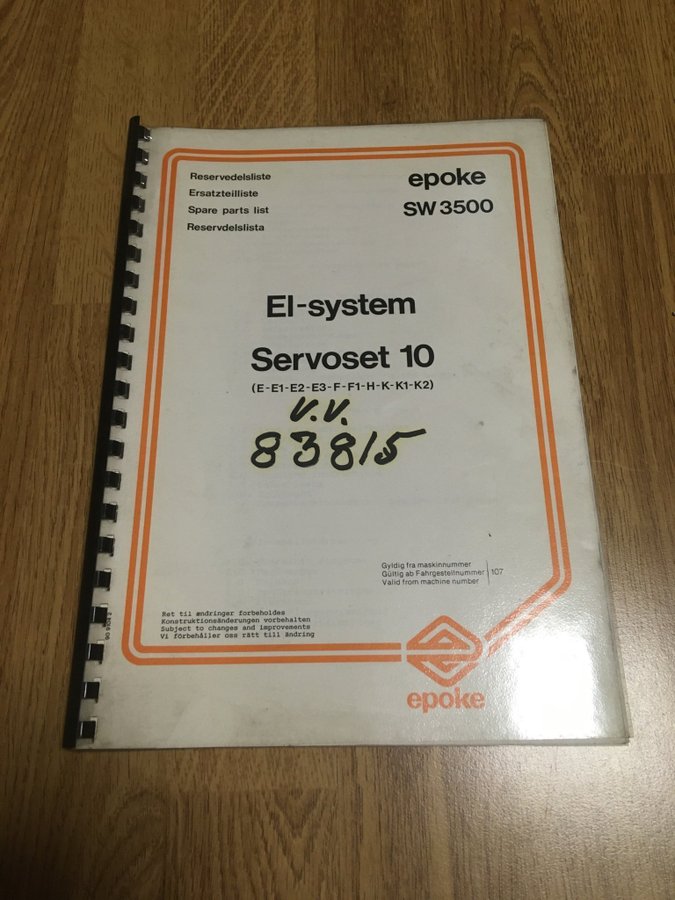 Reservedelsliste
Ersatzteilliste
Spare parts list
Reservdelslista
epoke
SW 3500
El-system
Servoset 10
(E-E1-E2-E3-F-F1-H-K-K1-K2)
V.V.
83815
Gyldig fra maskinnummer
Gültig ab Fahrgestellnummer
Valid from machine number
107
Ret til ændringer forbeholdes
Konstruktionsänderungen vorbehalten
Subject to changes and improvements
Vi förbehåller oss rätt till ändring
epoke